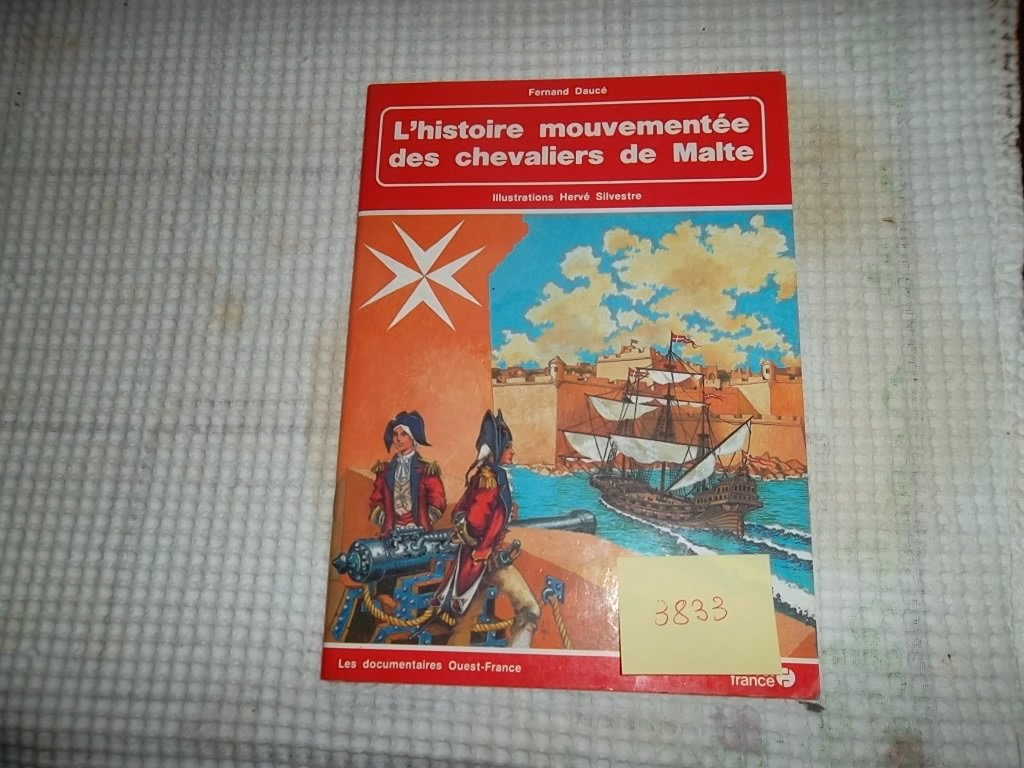 Fernand Daucé
L'histoire mouvementée
des chevaliers de Malte
Illustrations Hervé Silvestre
3833
Les documentaires Ouest-France
france